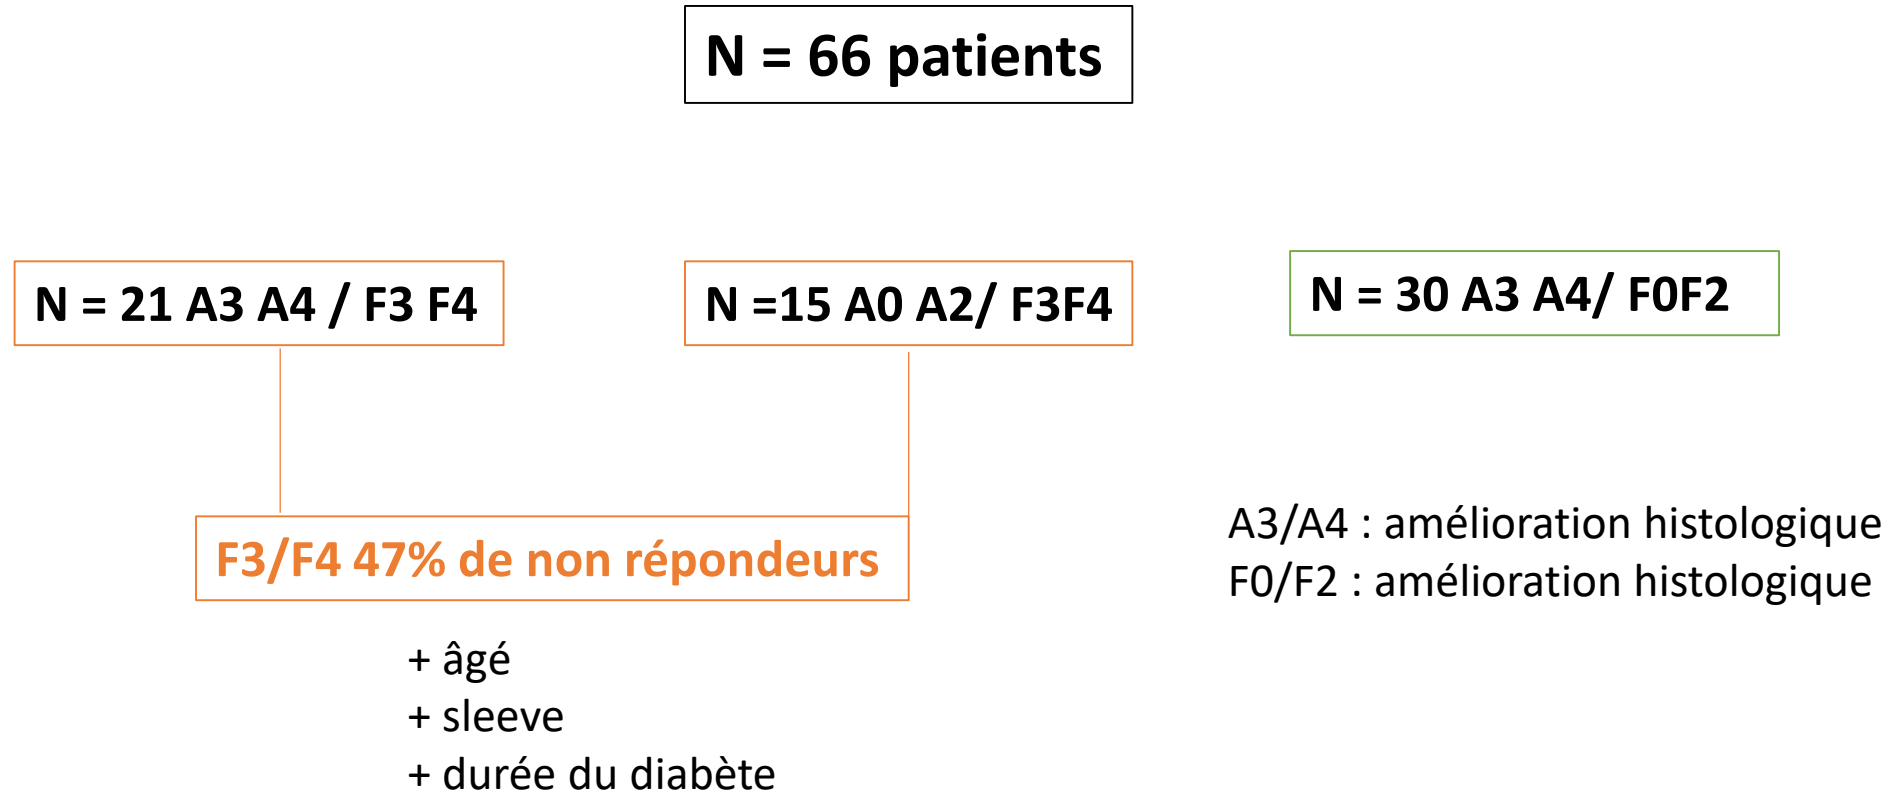 N = 66 patients
N = 21 A3 A4 / F3 F4
N =15 A0 A2/ F3F4
N = 30 A3 A4/ F0F2
F3/F4 47% de non répondeurs
A3/A4 : amélioration histologique
F0/F2 : amélioration histologique
+ âgé
+ sleeve
+ durée du diabète